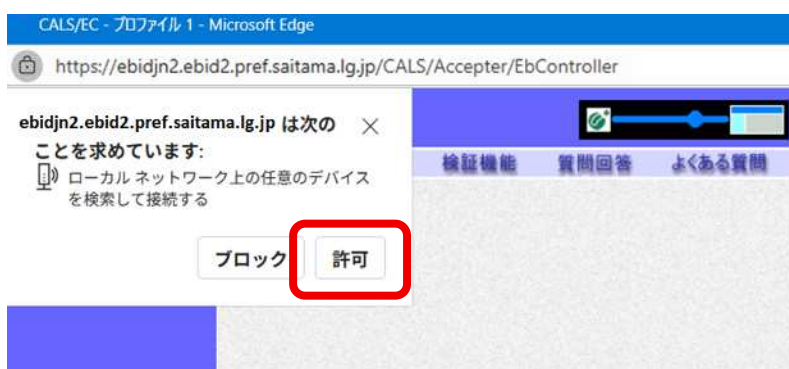 CALS/EC - プロファイル 1 - Microsoft Edge
https://ebidjn2.ebid2.pref.saitama.lg.jp/CALS/Accepter/EbController
ebidjn2.ebid2.pref.saitama.lg.jp は次の
ことを求めています:
ローカル ネットワーク上の任意のデバイス
を検索して接続する
ブロック 許可
検証機能 質問回答 よくある質問